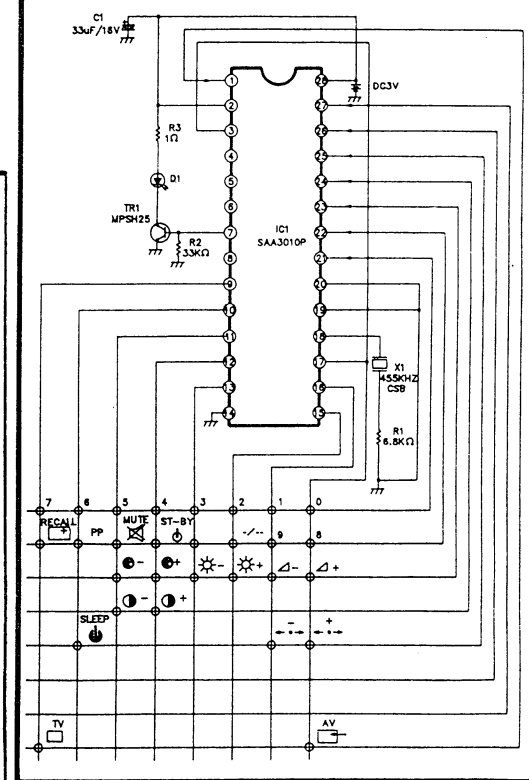 C1
33uF/16V
DC3V
R3
1Ω
D1
TR1
MPSH25
R2
33KΩ
IC1
SAA3010P
1
2
3
4
5
6
7
8
9
10
11
12
13
14
28
27
26
25
24
23
22
21
20
19
18
17
16
15
X1
455KHZ
CSB
R1
6.8KΩ
7 6 5 4 3 2 1 0
RECALL PP MUTE ST-BY -/-- 9 8
- + - + - +
- +
SLEEP - +
TV AV